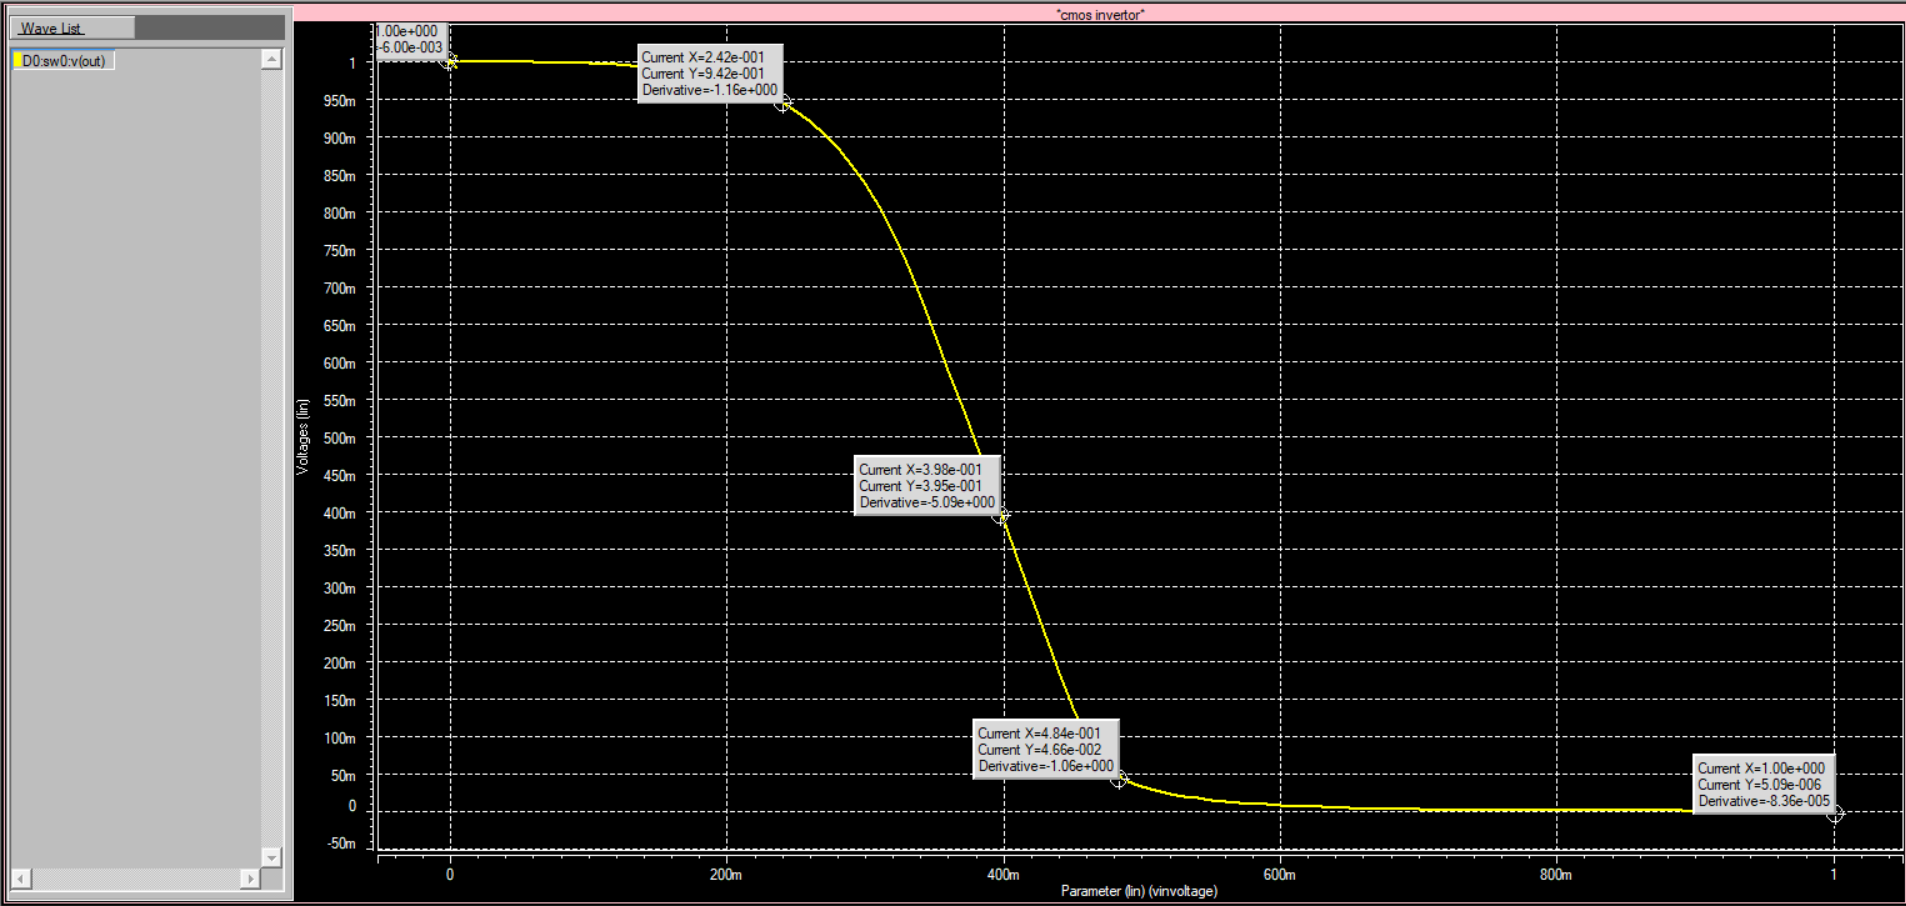 *cmos invertor*
Wave List
D0:sw0:v(out)
1.00e+000
-6.00e-003
Current X=2.42e-001
Current Y=9.42e-001
Derivative=-1.16e+000
Current X=3.98e-001
Current Y=3.95e-001
Derivative=-5.09e+000
Current X=4.84e-001
Current Y=4.66e-002
Derivative=-1.06e+000
Current X=1.00e+000
Current Y=5.09e-006
Derivative=-8.36e-005
Voltages (lin)
1
950m
900m
850m
800m
750m
700m
650m
600m
550m
500m
450m
400m
350m
300m
250m
200m
150m
100m
50m
0
-50m
0
200m
400m
600m
800m
1
Parameter (lin) (vinvoltage)